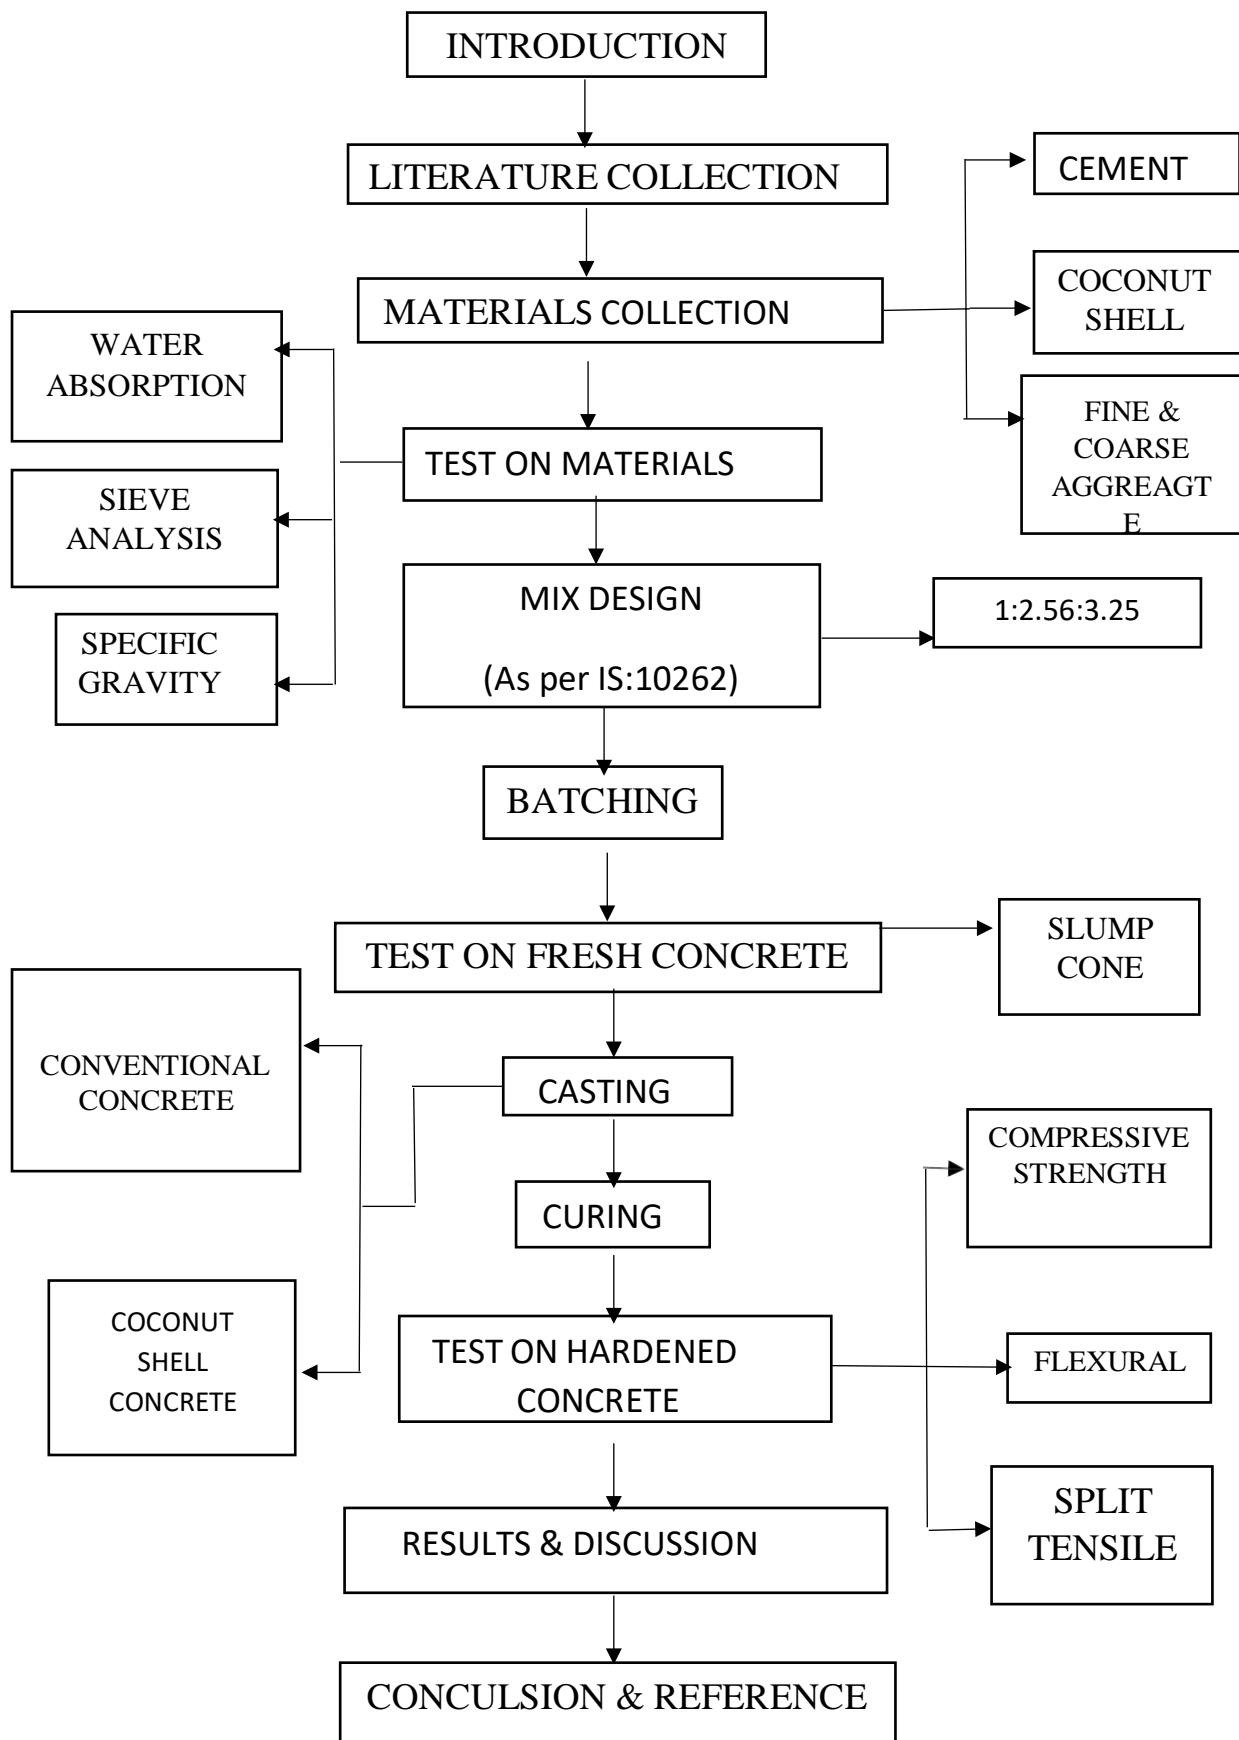 INTRODUCTION
LITERATURE COLLECTION
CEMENT
MATERIALS COLLECTION
COCONUT
SHELL
WATER
ABSORPTION
FINE &
COARSE
AGGREAGT
E
TEST ON MATERIALS
SIEVE
ANALYSIS
MIX DESIGN
(As per IS:10262)
1:2.56:3.25
SPECIFIC
GRAVITY
BATCHING
TEST ON FRESH CONCRETE
SLUMP
CONE
CONVENTIONAL
CONCRETE
CASTING
COMPRESSIVE
STRENGTH
CURING
COCONUT
SHELL
CONCRETE
TEST ON HARDENED
CONCRETE
FLEXURAL
SPLIT
TENSILE
RESULTS & DISCUSSION
CONCULSION & REFERENCE